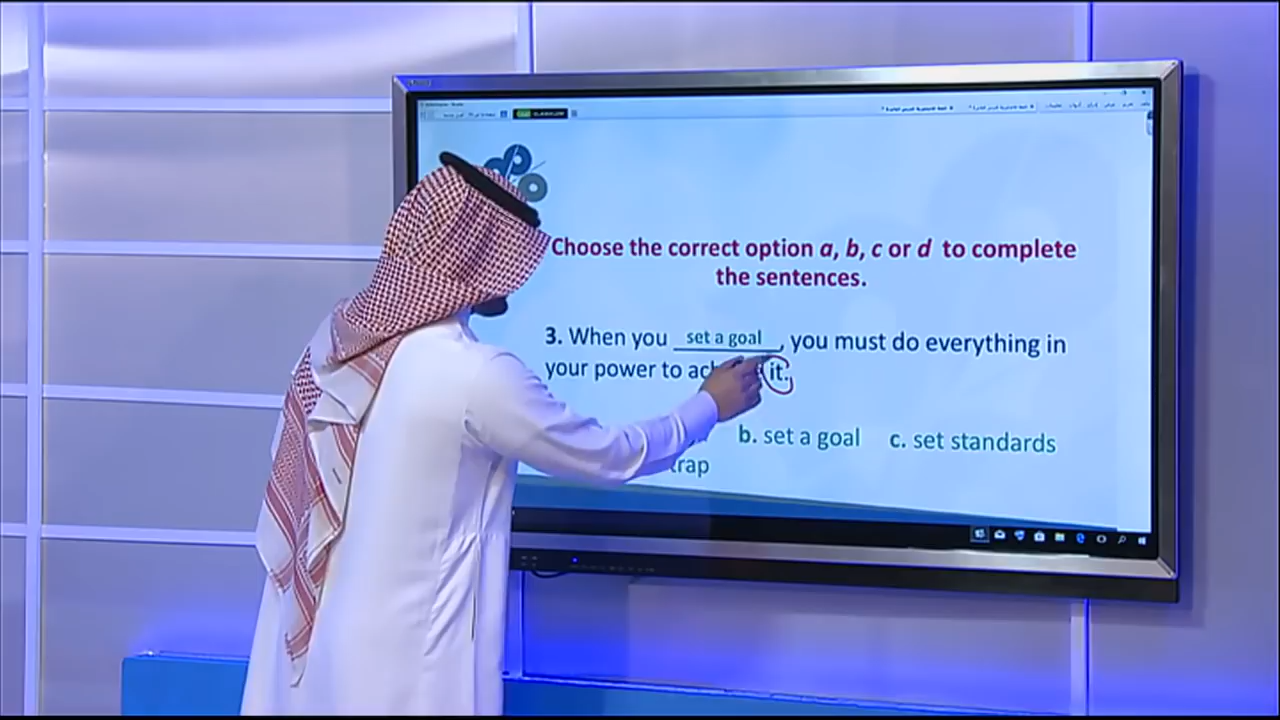 Choose the correct option a, b, c or d to complete
the sentences.
3. When you set a goal, you must do everything in
your power to it.
b. set a goal c. set standards
trap